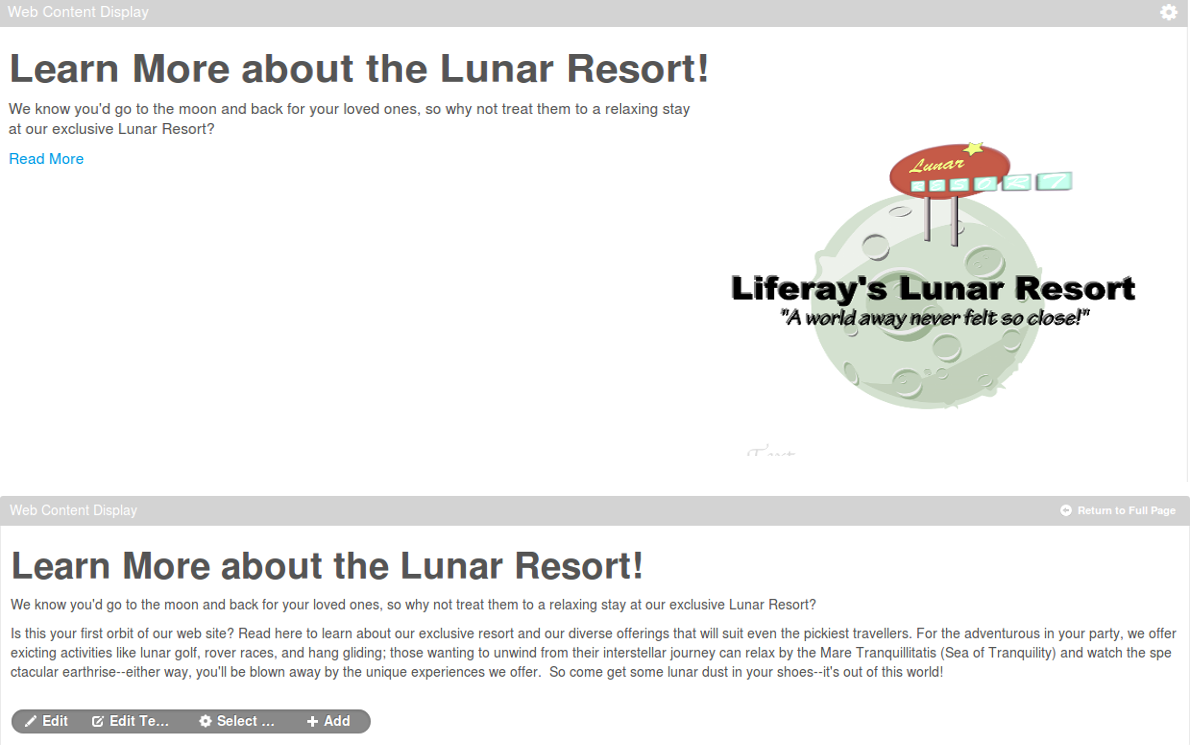 Web Content Display
Learn More about the Lunar Resort!
We know you'd go to the moon and back for your loved ones, so why not treat them to a relaxing stay
at our exclusive Lunar Resort?
Read More
Lunar
RESORT
Liferay's Lunar Resort
"A world away never felt so close!"
Text
Web Content Display
Return to Full Page
Learn More about the Lunar Resort!
We know you'd go to the moon and back for your loved ones, so why not treat them to a relaxing stay at our exclusive Lunar Resort?
Is this your first orbit of our web site? Read here to learn about our exclusive resort and our diverse offerings that will suit even the pickiest travellers. For the adventurous in your party, we offer
exicting activities like lunar golf, rover races, and hang gliding; those wanting to unwind from their interstellar journey can relax by the Mare Tranquillitatis (Sea of Tranquility) and watch the spe
ctacular earthrise--either way, you'll be blown away by the unique experiences we offer.  So come get some lunar dust in your shoes--it's out of this world!
Edit Edit Te... Select ... Add